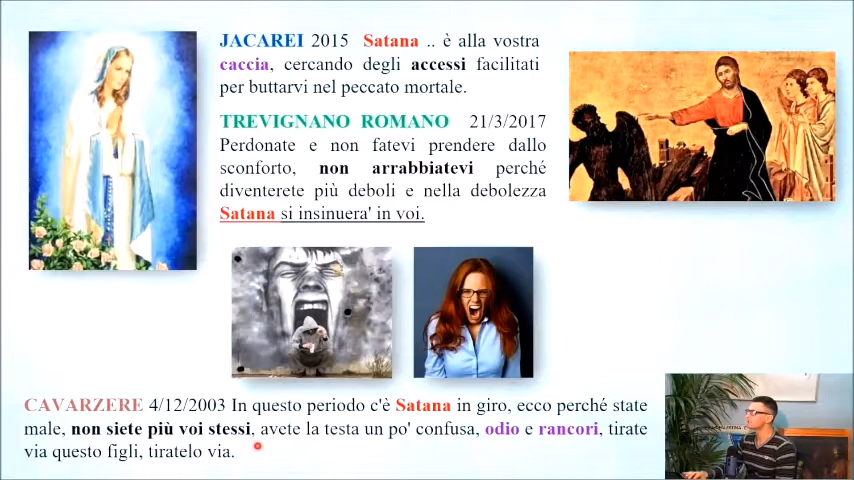 JACAREI 2015 Satana .. è alla vostra
caccia, cercando degli accessi facilitati
per buttarvi nel peccato mortale.
TREVIGNANO ROMANO 21/3/2017
Perdonate e non fatevi prendere dallo
sconforto, non arrabbiatevi perché
diventerete più deboli e nella debolezza
Satana si insinuera' in voi.
CAVARZERE 4/12/2003 In questo periodo c'è Satana in giro, ecco perché state
male, non siete più voi stessi, avete la testa un po' confusa, odio e rancori, tirate
via questo figli, tiratelo via.